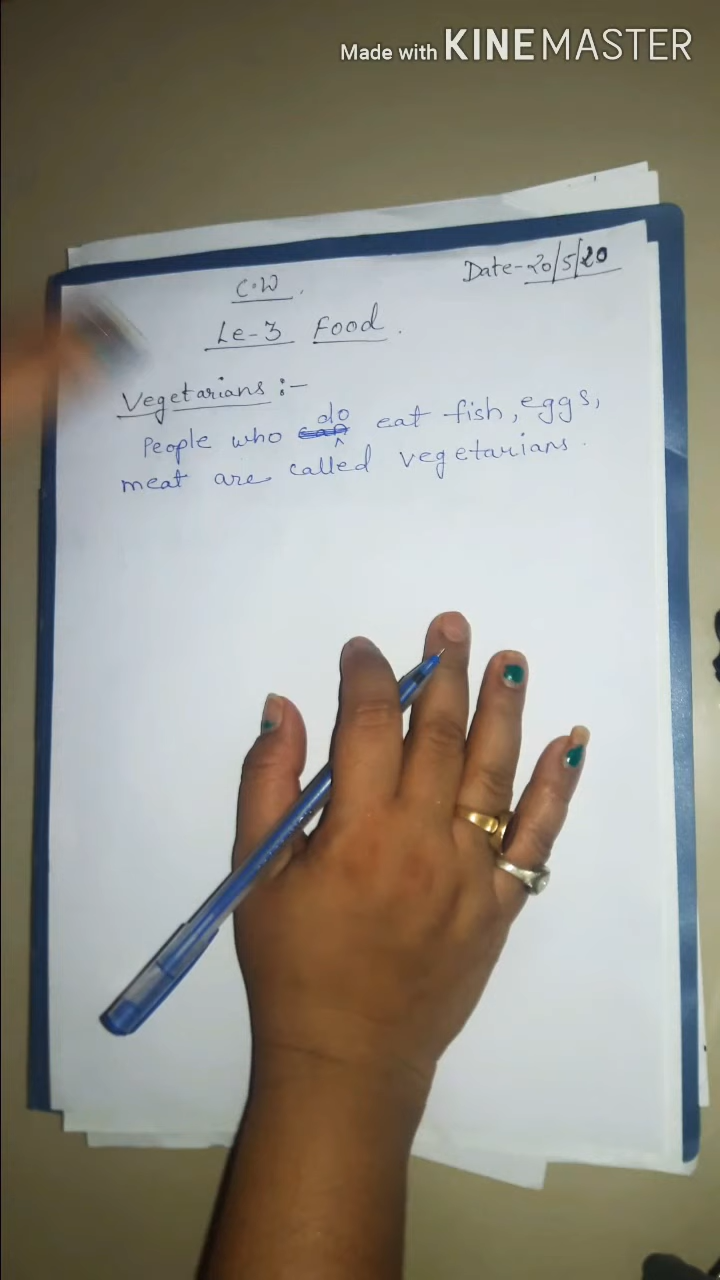 Made with KINEMASTER
C.W.
Date-20/5/20
Le-3 Food.
Vegetarians :-
do
People who can eat fish, eggs,
meat are called vegetarians.